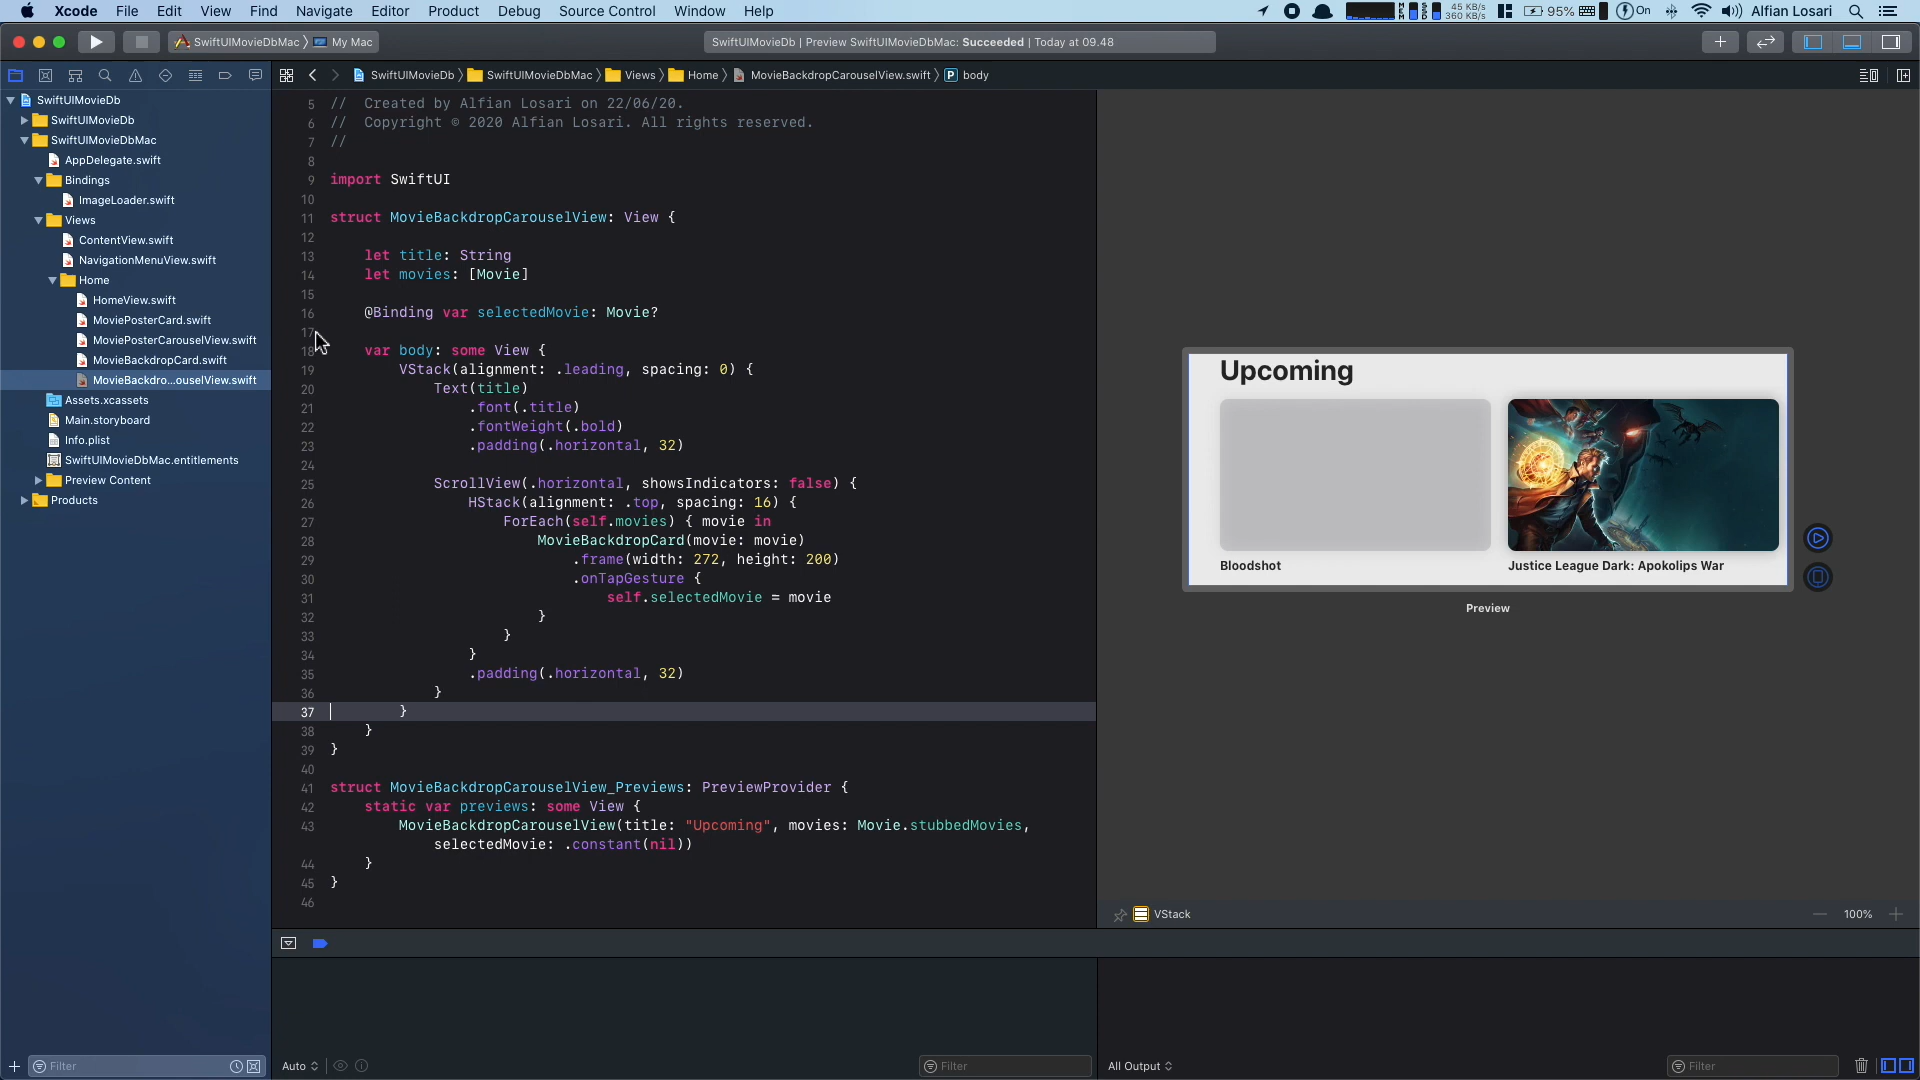 Xcode File Edit View Find Navigate Editor Product Debug Source Control Window Help
45 KB/s
360 KB/s
95% On Alfian Losari
SwiftUIMovieDbMac My Mac
SwiftUIMovieDb | Preview SwiftUIMovieDbMac: Succeeded | Today at 09.48
SwiftUIMovieDb SwiftUIMovieDbMac Views Home MovieBackdropCarouselView.swift P body
SwiftUIMovieDb
SwiftUIMovieDb
SwiftUIMovieDbMac
AppDelegate.swift
Bindings
ImageLoader.swift
Views
ContentView.swift
NavigationMenuView.swift
Home
HomeView.swift
MoviePosterCard.swift
MoviePosterCarouselView.swift
MovieBackdropCard.swift
MovieBackdro...ouselView.swift
Assets.xcassets
Main.storyboard
Info.plist
SwiftUIMovieDbMac.entitlements
Preview Content
Products
Filter
5 // Created by Alfian Losari on 22/06/20.
6 // Copyright © 2020 Alfian Losari. All rights reserved.
7 //
8
9 import SwiftUI
10
11 struct MovieBackdropCarouselView: View {
12
13 let title: String
14 let movies: [Movie]
15
16 @Binding var selectedMovie: Movie?
17
18 var body: some View {
19 VStack(alignment: .leading, spacing: 0) {
20 Text(title)
21 .font(.title)
22 .fontWeight(.bold)
23 .padding(.horizontal, 32)
24
25 ScrollView(.horizontal, showsIndicators: false) {
26 HStack(alignment: .top, spacing: 16) {
27 ForEach(self.movies) { movie in
28 MovieBackdropCard(movie: movie)
29 .frame(width: 272, height: 200)
30 .onTapGesture {
31 self.selectedMovie = movie
32 }
33 }
34 }
35 .padding(.horizontal, 32)
36 }
37 }
38 }
39 }
40
41 struct MovieBackdropCarouselView_Previews: PreviewProvider {
42 static var previews: some View {
43 MovieBackdropCarouselView(title: "Upcoming", movies: Movie.stubbedMovies,
selectedMovie: .constant(nil))
44 }
45 }
46
Upcoming
Bloodshot
Justice League Dark: Apokolips War
Preview
VStack
100%
Auto
Filter
All Output
Filter